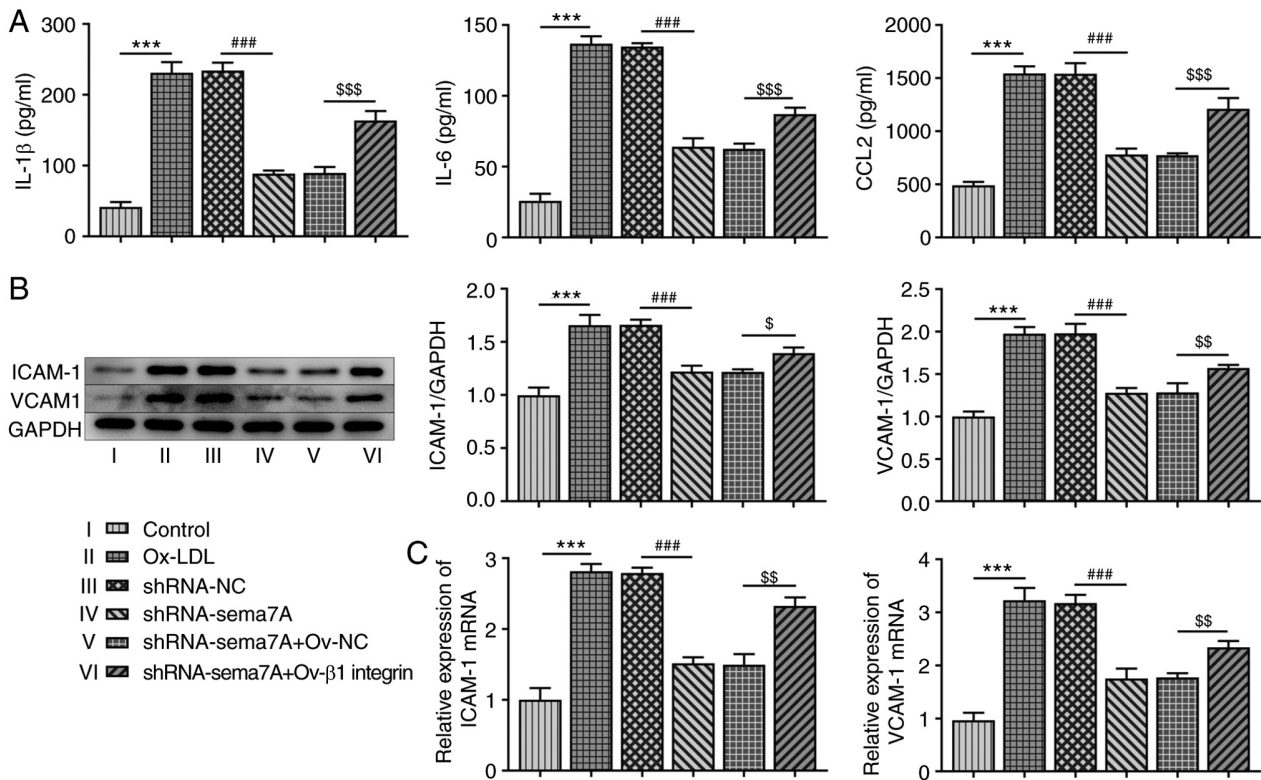 A
IL-1β (pg/ml)
300
200
100
0
***
###
$$$
IL-6 (pg/ml)
150
100
50
0
***
###
$$$
CCL2 (pg/ml)
2000
1500
1000
500
0
***
###
$$$
B
ICAM-1
VCAM1
GAPDH
I II III IV V VI
ICAM-1/GAPDH
2.0
1.5
1.0
0.5
0.0
***
###
$
VCAM-1/GAPDH
2.5
2.0
1.5
1.0
0.5
0.0
***
###
$$
I Control
II Ox-LDL
III shRNA-NC
IV shRNA-sema7A
V shRNA-sema7A+Ov-NC
VI shRNA-sema7A+Ov-β1 integrin
C
Relative expression of
ICAM-1 mRNA
3
2
1
0
***
###
$$
Relative expression of
VCAM-1 mRNA
4
3
2
1
0
***
###
$$